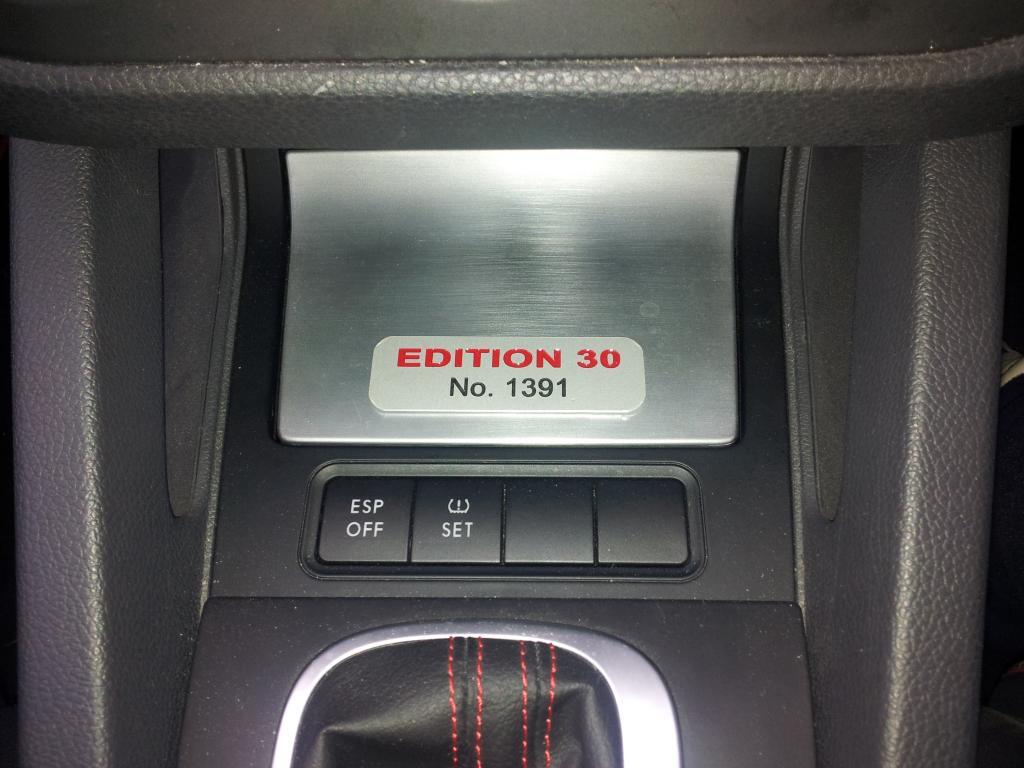 EDITION 30
No. 1391
ESP
OFF
SET